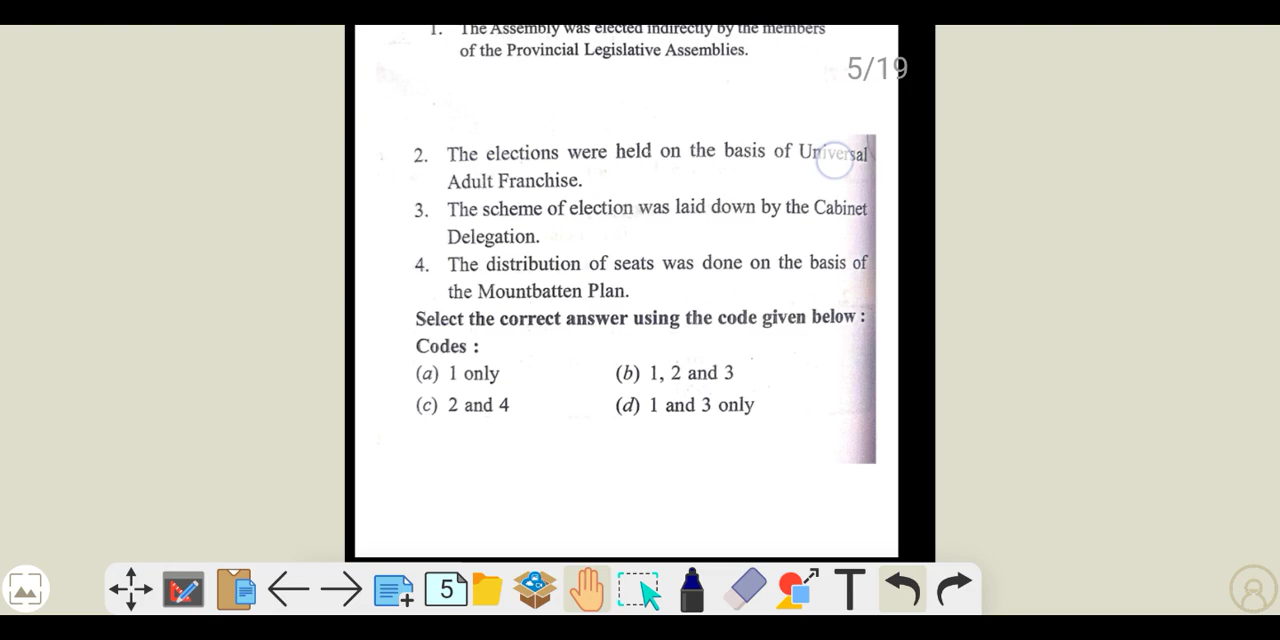 1. The Assembly was elected indirectly by the members
of the Provincial Legislative Assemblies.
5/19
2. The elections were held on the basis of Universal
Adult Franchise.
3. The scheme of election was laid down by the Cabinet
Delegation.
4. The distribution of seats was done on the basis of
the Mountbatten Plan.
Select the correct answer using the code given below :
Codes :
(a) 1 only (b) 1, 2 and 3
(c) 2 and 4 (d) 1 and 3 only
5 T